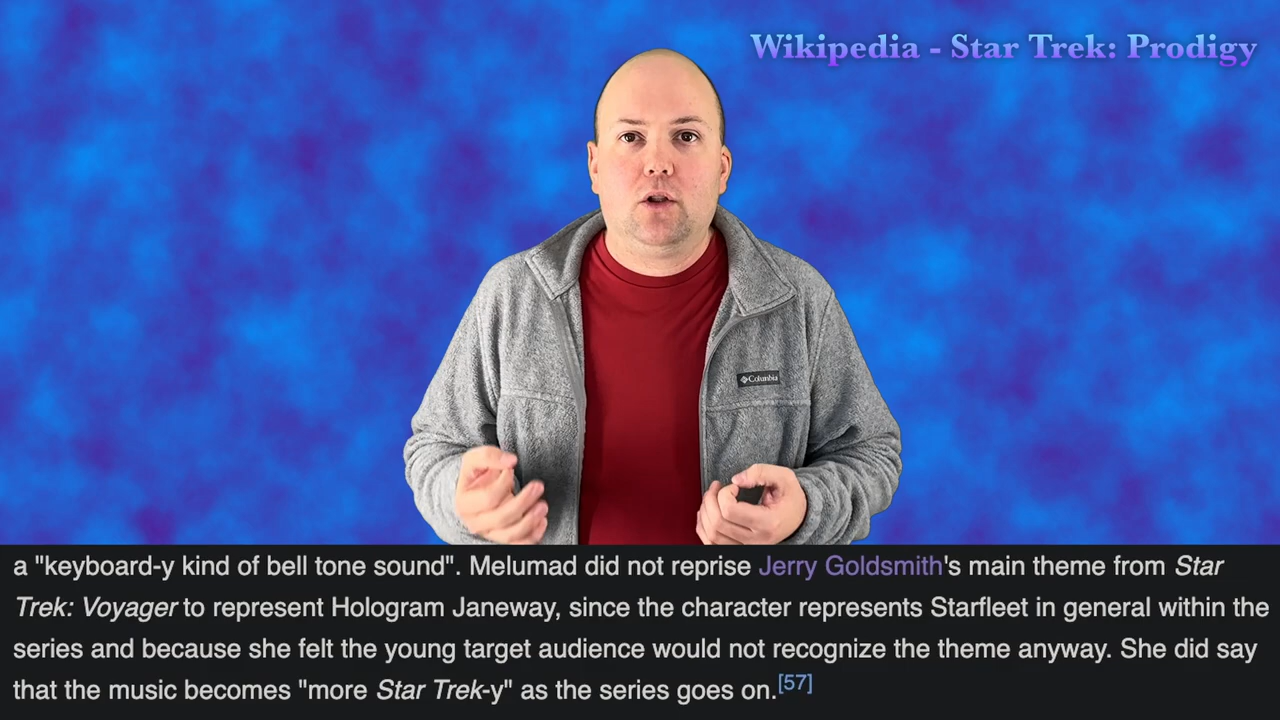 Wikipedia - Star Trek: Prodigy
Columbia
a "keyboard-y kind of bell tone sound". Melumad did not reprise Jerry Goldsmith's main theme from Star
Trek: Voyager to represent Hologram Janeway, since the character represents Starfleet in general within the
series and because she felt the young target audience would not recognize the theme anyway. She did say
that the music becomes "more Star Trek-y" as the series goes on.[57]